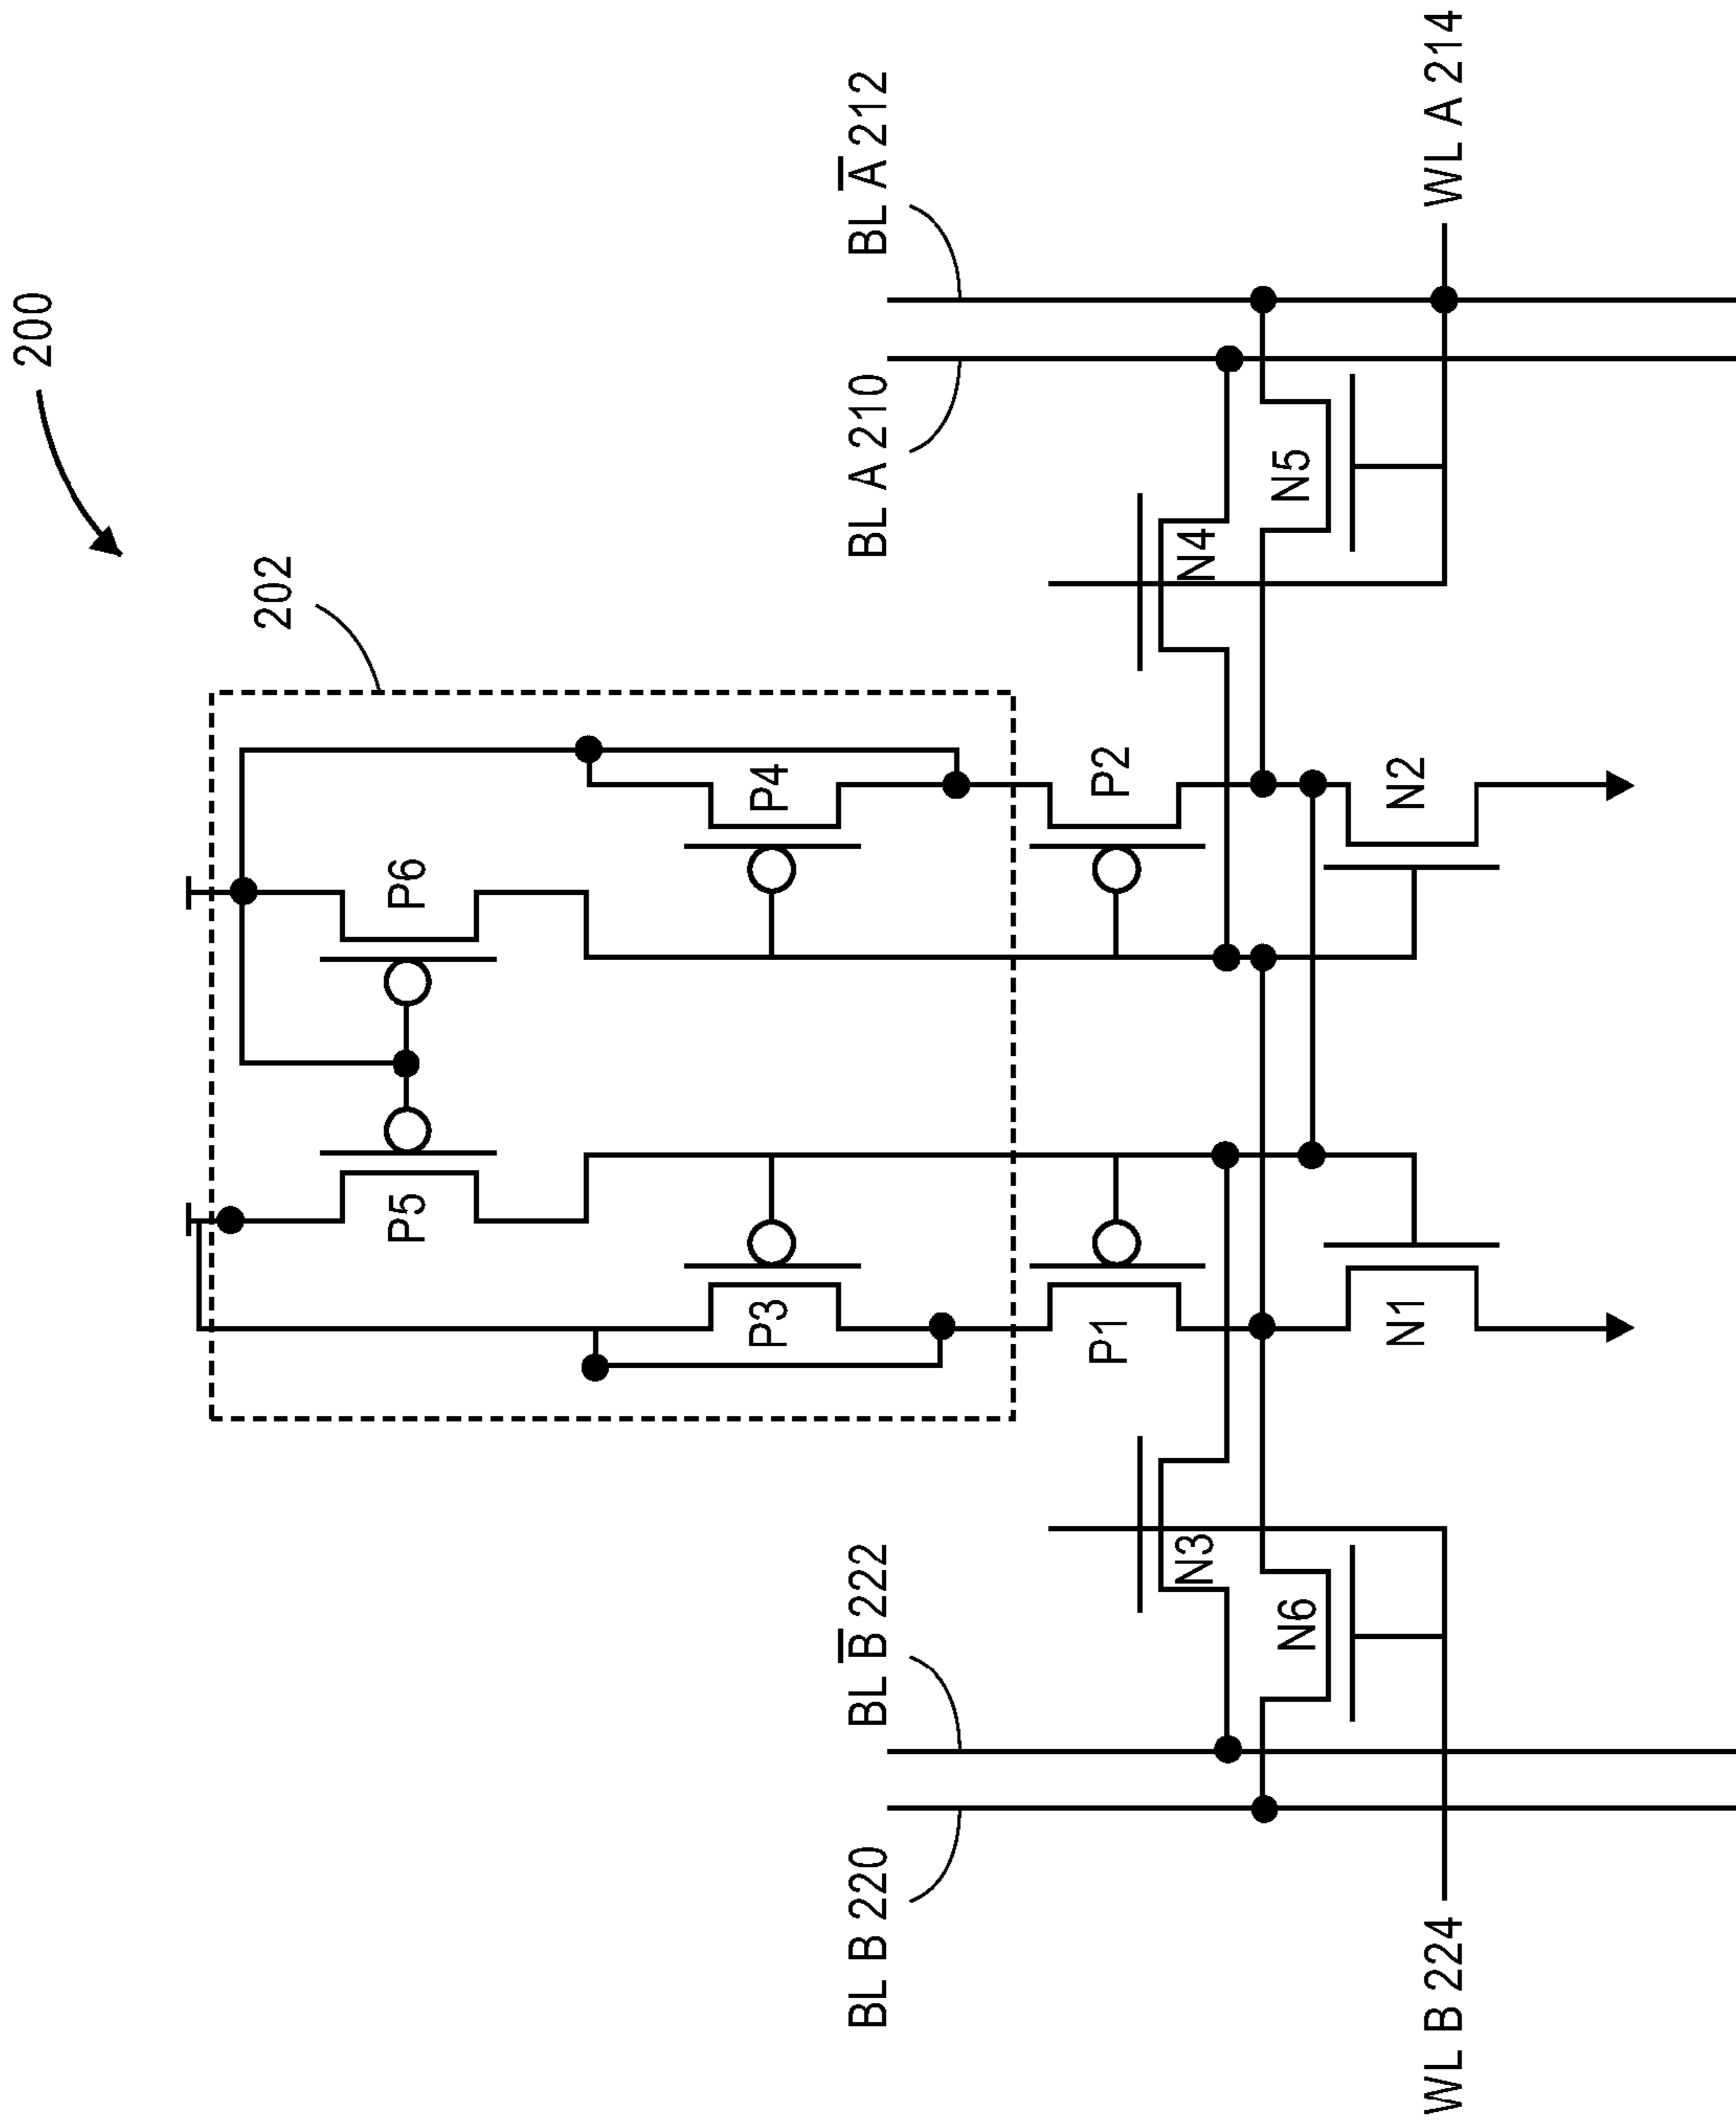 200
202
BL A̅ 212
BL A 210
WL A 214
P6
P4
P2
N4
N5
N2
P5
P3
P1
N1
N3
N6
BL B̅ 222
BL B 220
WL B 224